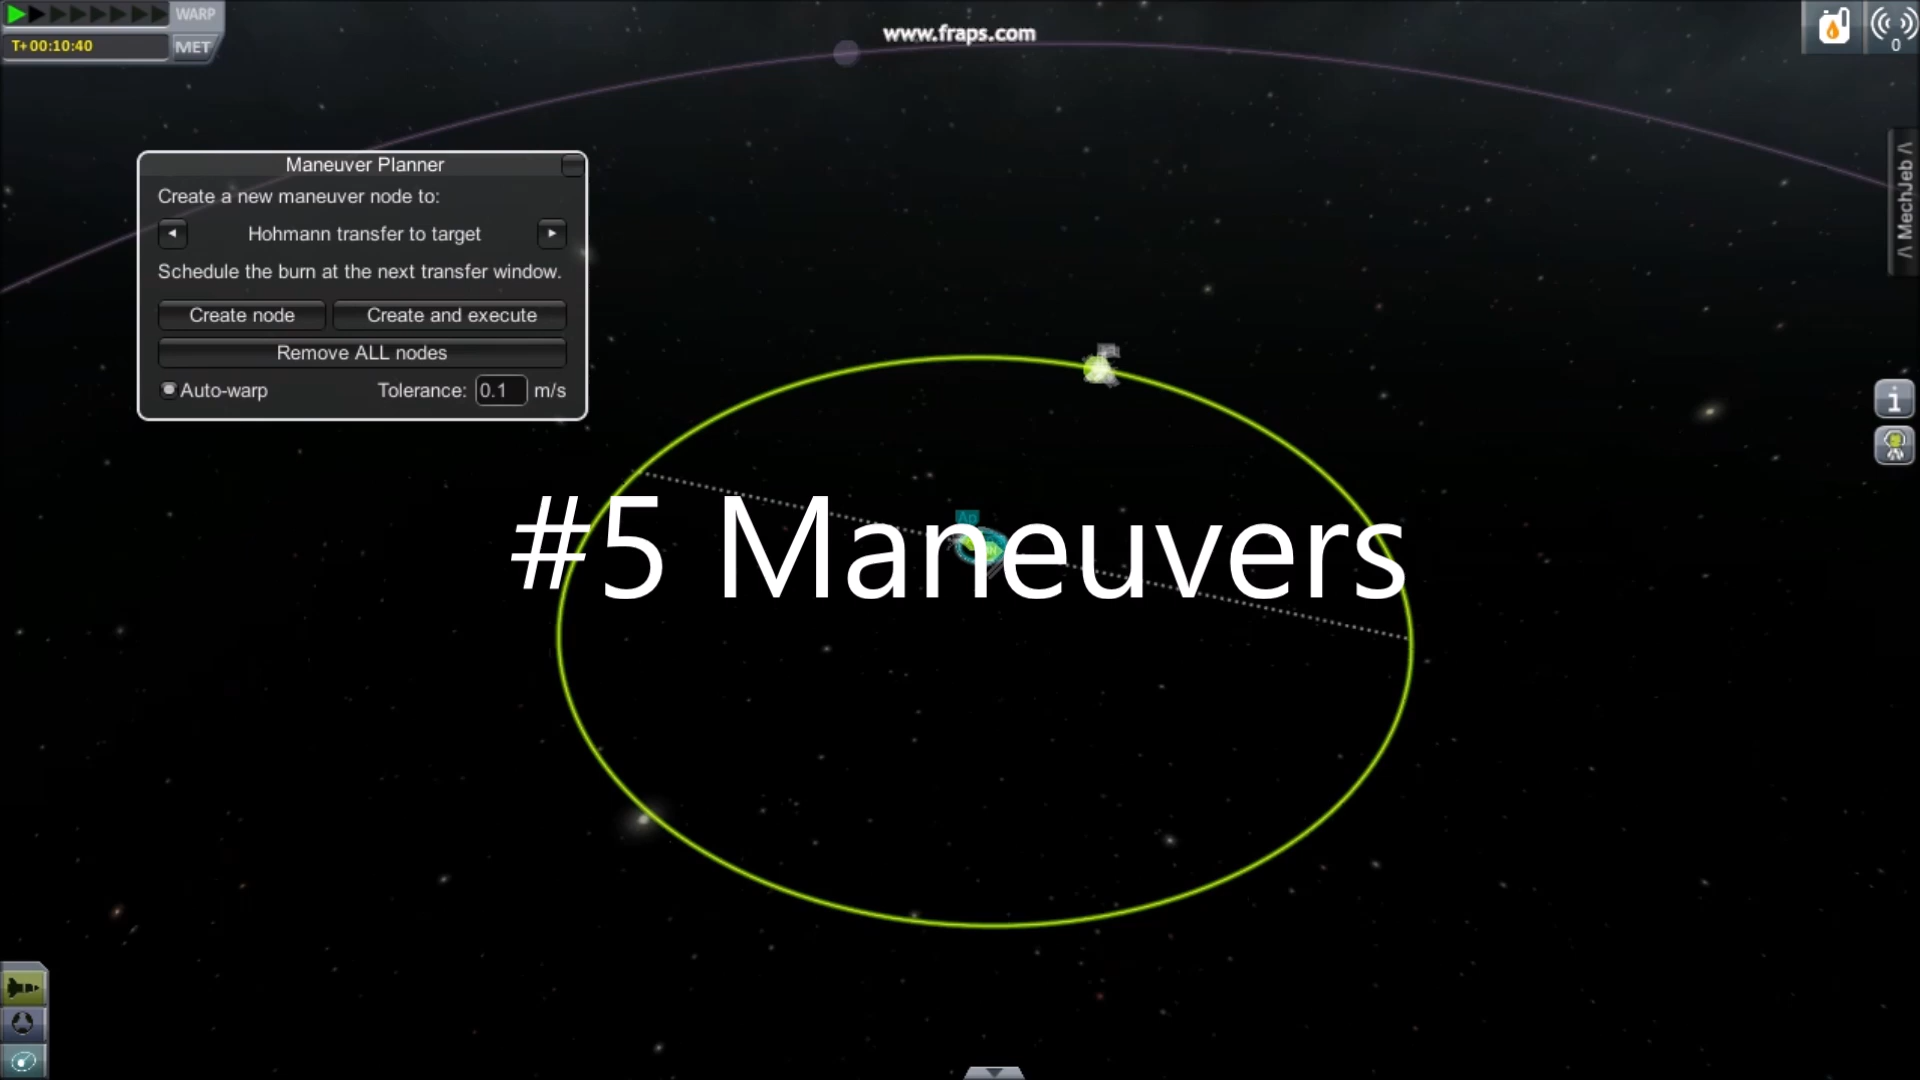 WARP
T+ 00:10:40
MET
www.fraps.com
0
Maneuver Planner
Create a new maneuver node to:
Hohmann transfer to target
Schedule the burn at the next transfer window.
Create node
Create and execute
Remove ALL nodes
Auto-warp
Tolerance: 0.1 m/s
/\ MechJeb /\
Ap
#5 Maneuvers